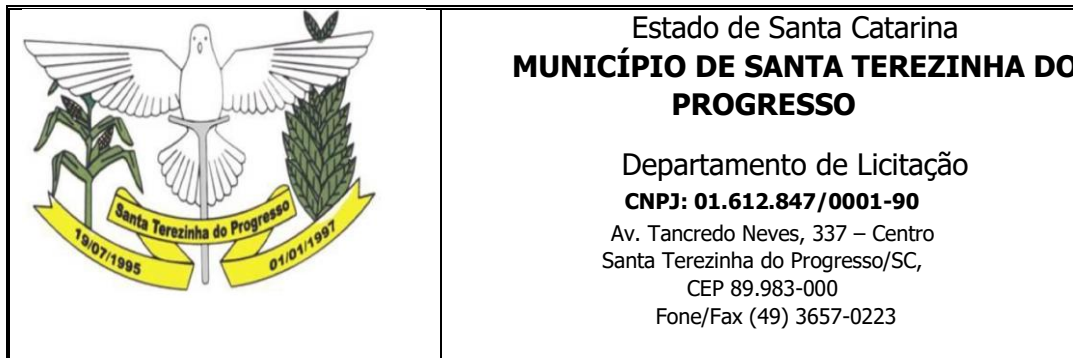 Santa Terezinha do Progresso
19/07/1995
01/01/1997
Estado de Santa Catarina
MUNICÍPIO DE SANTA TEREZINHA DO
PROGRESSO
Departamento de Licitação
CNPJ: 01.612.847/0001-90
Av. Tancredo Neves, 337 – Centro
Santa Terezinha do Progresso/SC,
CEP 89.983-000
Fone/Fax (49) 3657-0223